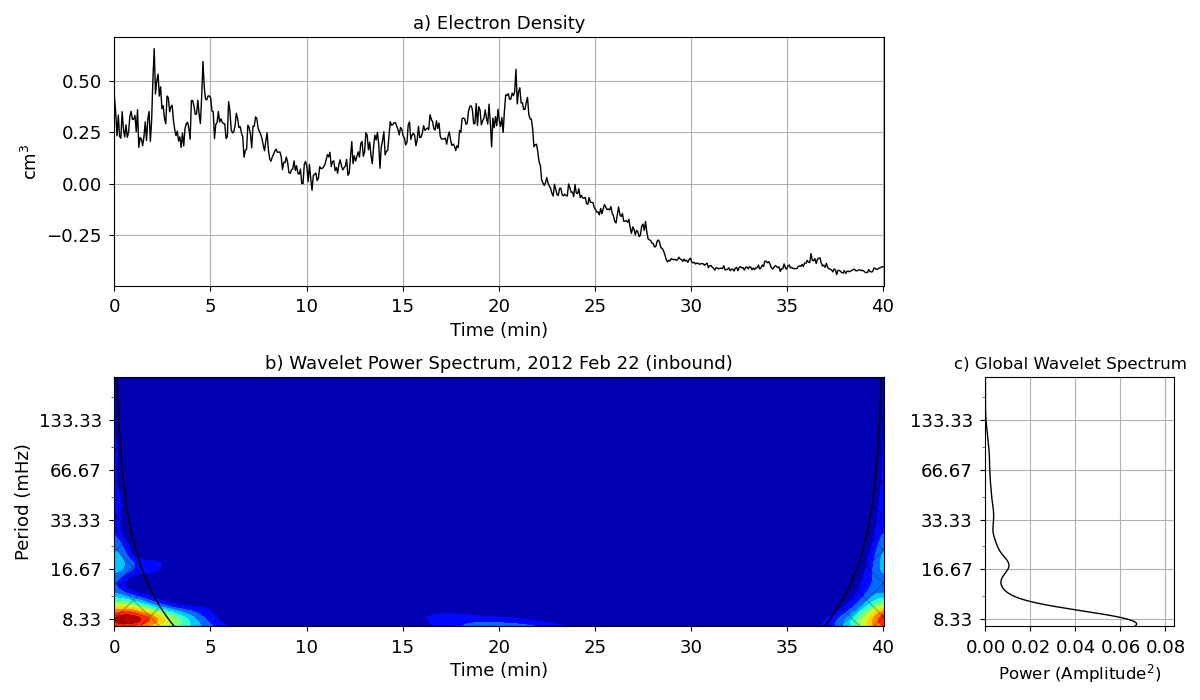 a) Electron Density
0.50
0.25
0.00
−0.25
cm³
0 5 10 15 20 25 30 35 40
Time (min)
b) Wavelet Power Spectrum, 2012 Feb 22 (inbound)
133.33
66.67
33.33
16.67
8.33
Period (mHz)
0 5 10 15 20 25 30 35 40
Time (min)
c) Global Wavelet Spectrum
133.33
66.67
33.33
16.67
8.33
0.00 0.02 0.04 0.06 0.08
Power (Amplitude²)